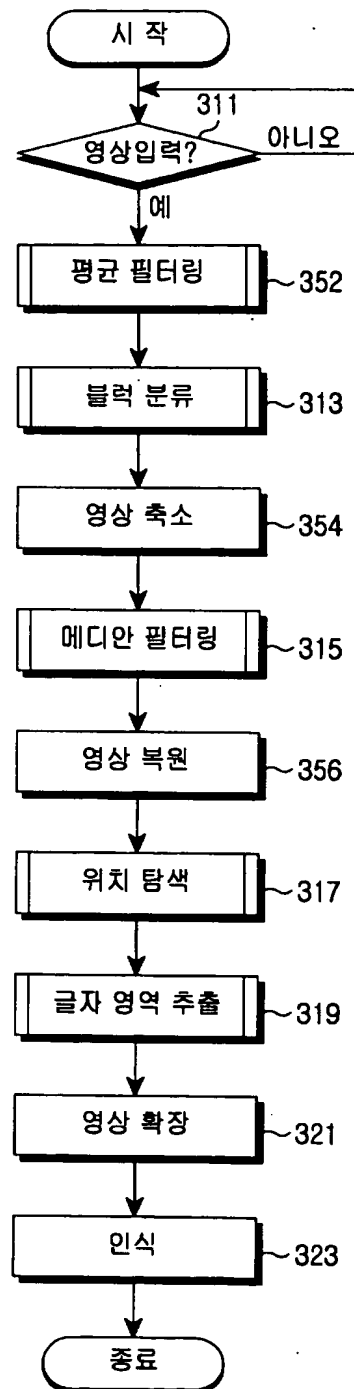 시 작
311
영상입력?
아니오
예
평균 필터링
352
블럭 분류
313
영상 축소
354
메디안 필터링
315
영상 복원
356
위치 탐색
317
글자 영역 추출
319
영상 확장
321
인식
323
종료